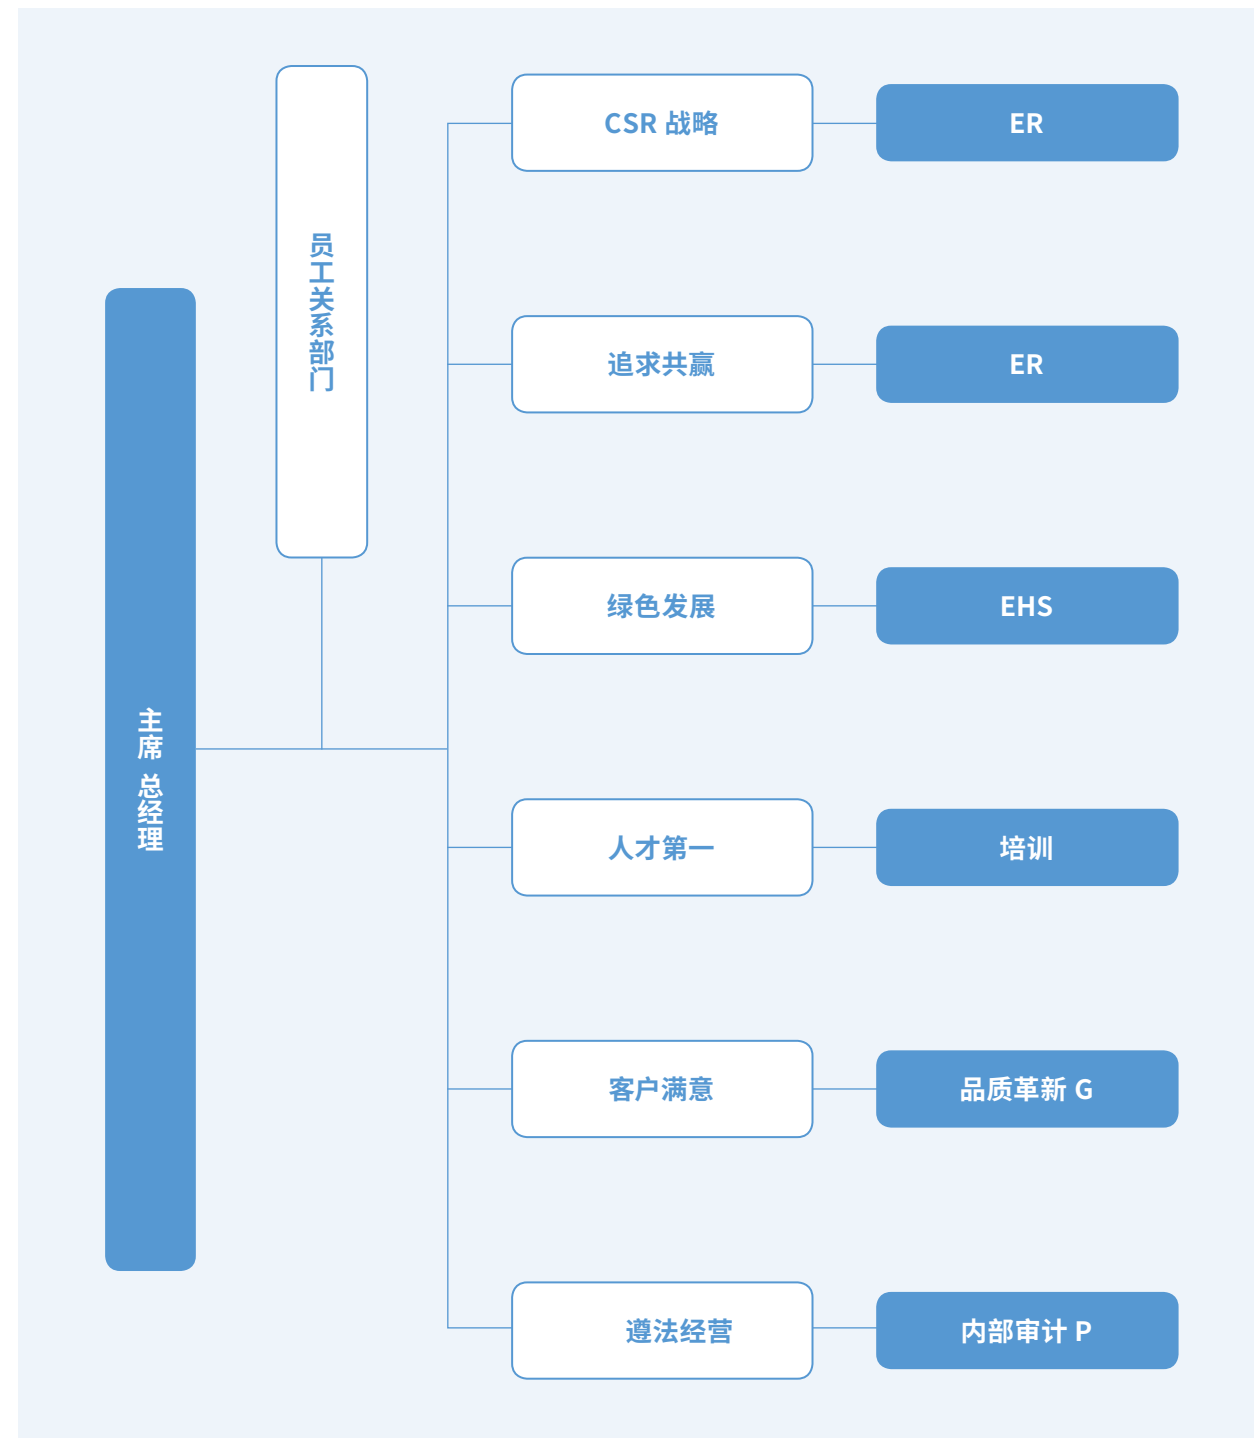 主席 总经理
员工关系部门
CSR 战略
ER
追求共赢
ER
绿色发展
EHS
人才第一
培训
客户满意
品质革新 G
遵法经营
内部审计 P